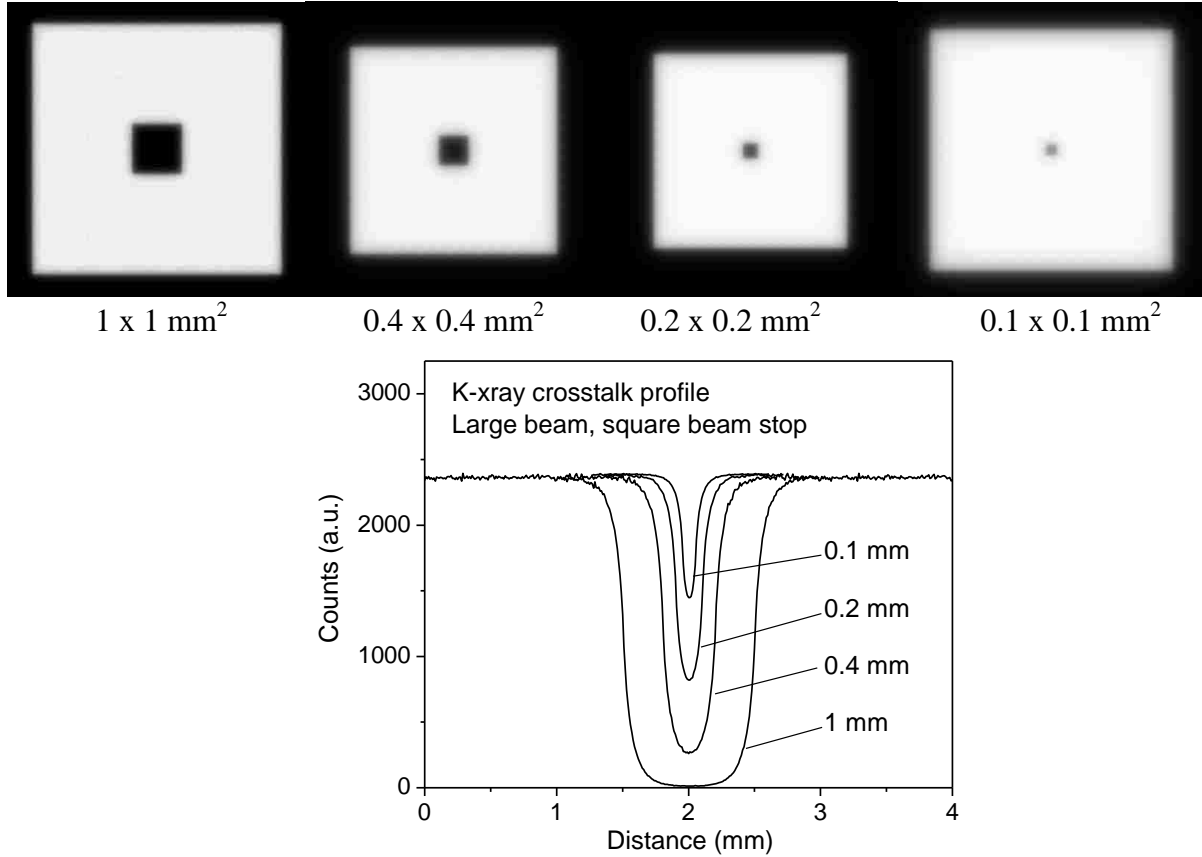 1 x 1 mm²
0.4 x 0.4 mm²
0.2 x 0.2 mm²
0.1 x 0.1 mm²
K-xray crosstalk profile
Large beam, square beam stop
3000
2000
1000
0
Counts (a.u.)
0.1 mm
0.2 mm
0.4 mm
1 mm
0 1 2 3 4
Distance (mm)